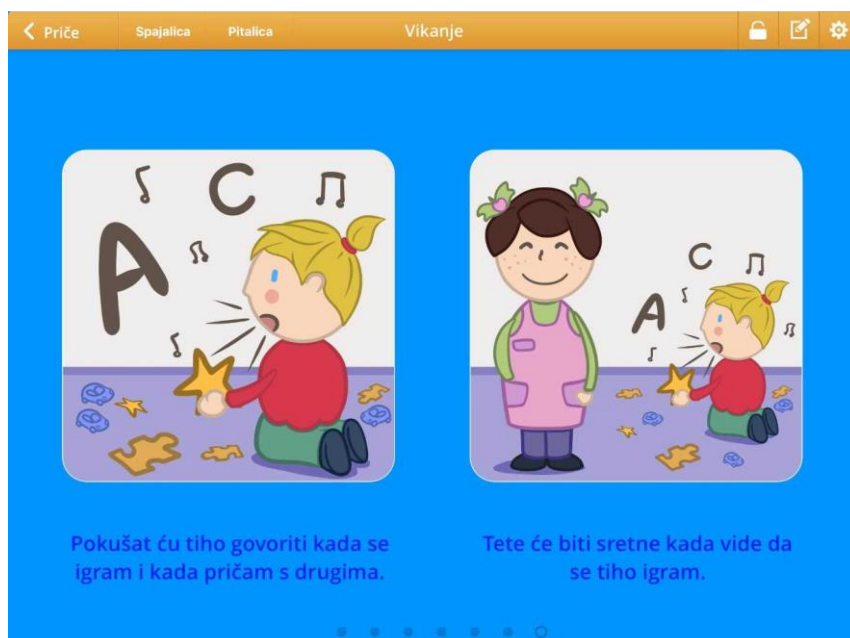 Priče
Spajalica
Pitalica
Vikanje
A
C
A
C
Pokušat ću tiho govoriti kada se
igram i kada pričam s drugima.
Tete će biti sretne kada vide da
se tiho igram.